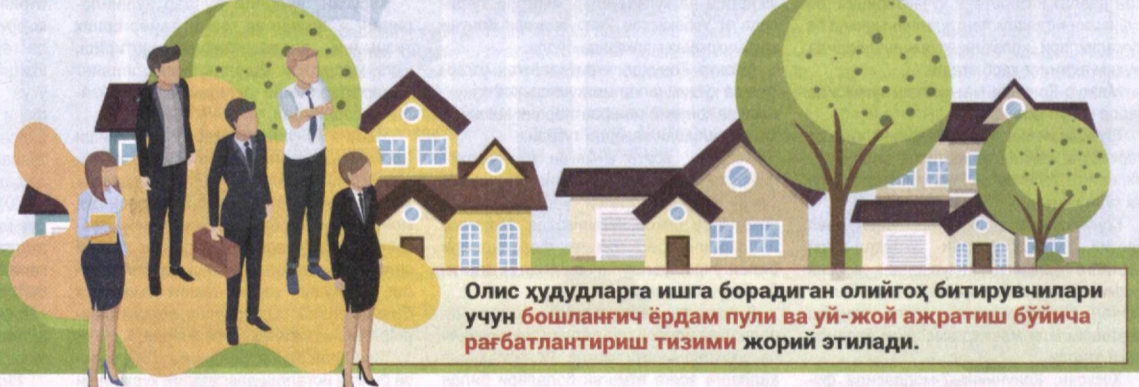 Олис ҳудудларга ишга борадиган олийгоҳ битирувчилари
учун бошланғич ёрдам пули ва уй-жой ажратиш бўйича
рағбатлантириш тизими жорий этилади.